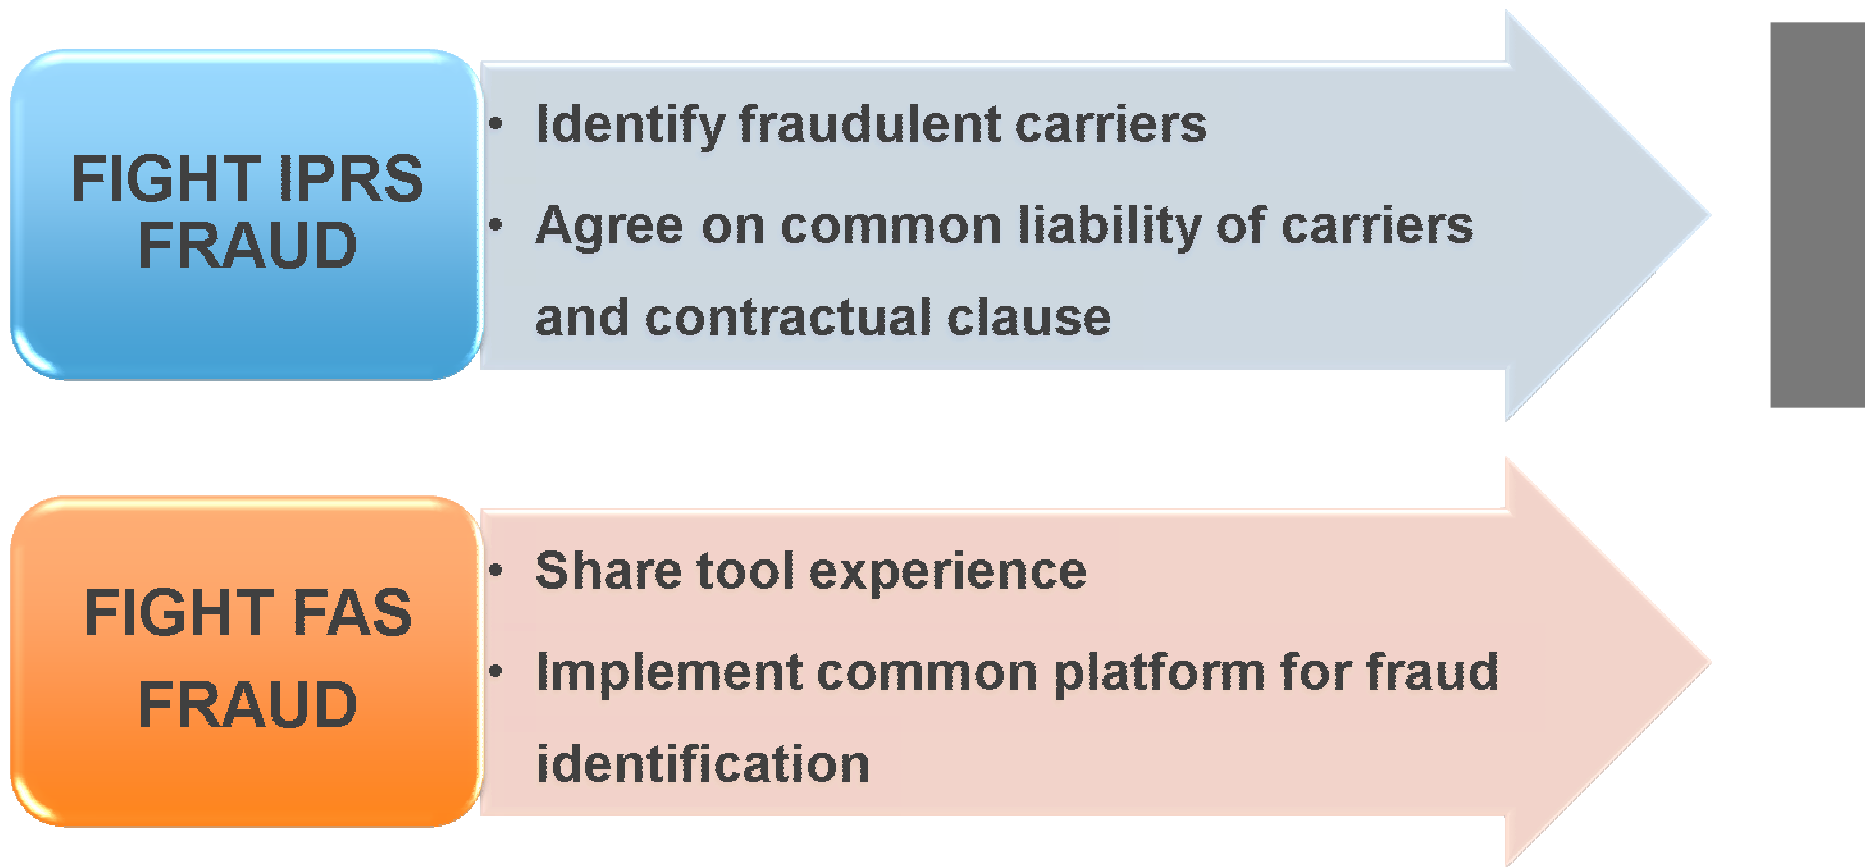 FIGHT IPRS
FRAUD
• Identify fraudulent carriers
• Agree on common liability of carriers
and contractual clause
FIGHT FAS
FRAUD
• Share tool experience
• Implement common platform for fraud
identification